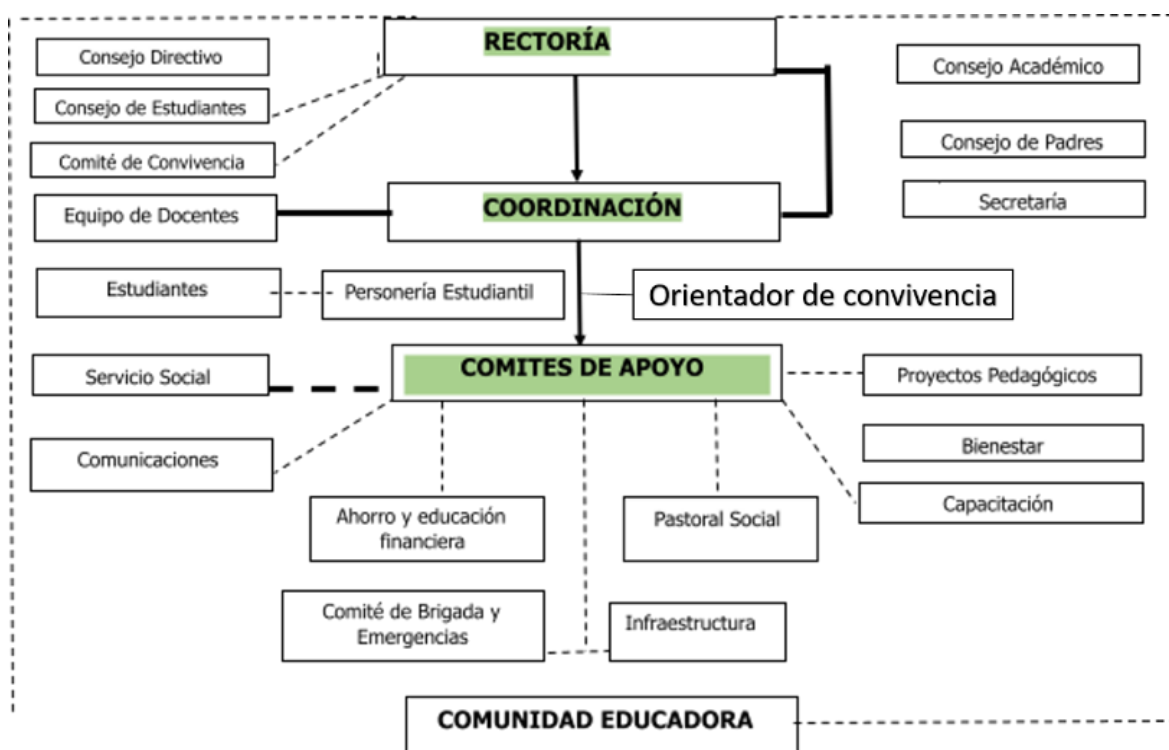 RECTORÍA
Consejo Directivo
Consejo Académico
Consejo de Estudiantes
Consejo de Padres
Comité de Convivencia
Secretaría
Equipo de Docentes
COORDINACIÓN
Estudiantes
Personería Estudiantil
Orientador de convivencia
COMITES DE APOYO
Servicio Social
Proyectos Pedagógicos
Comunicaciones
Bienestar
Capacitación
Ahorro y educación
financiera
Pastoral Social
Comité de Brigada y
Emergencias
Infraestructura
COMUNIDAD EDUCADORA